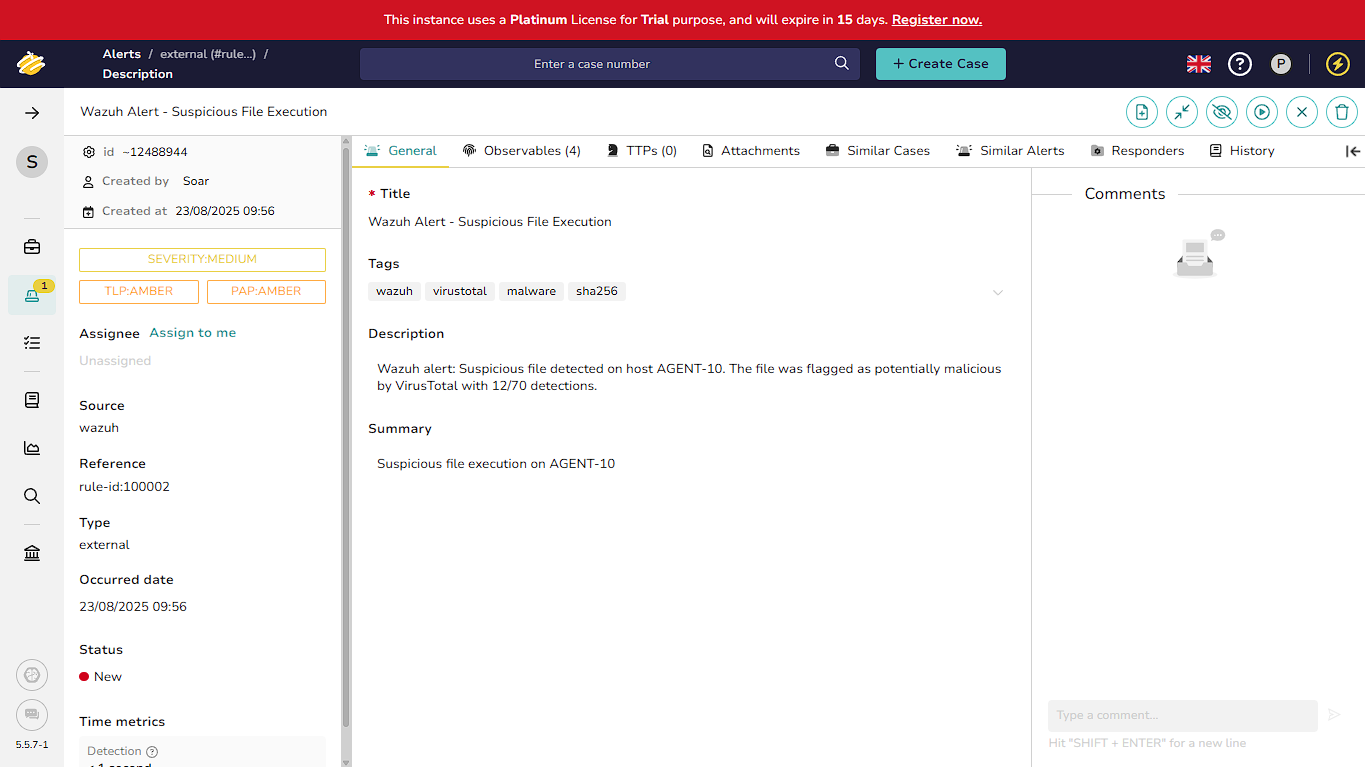 This instance uses a Platinum License for Trial purpose, and will expire in 15 days. Register now.
Alerts / external (#rule...) /
Description
Enter a case number
+ Create Case
P
Wazuh Alert - Suspicious File Execution
S
1
5.5.7-1
id ~12488944
Created by Soar
Created at 23/08/2025 09:56
SEVERITY:MEDIUM
TLP:AMBER PAP:AMBER
Assignee Assign to me
Unassigned
Source
wazuh
Reference
rule-id:100002
Type
external
Occurred date
23/08/2025 09:56
Status
New
Time metrics
Detection ?
< 1 second
General Observables (4) TTPs (0) Attachments Similar Cases Similar Alerts Responders History
* Title
Wazuh Alert - Suspicious File Execution
Tags
wazuh virustotal malware sha256
Description
Wazuh alert: Suspicious file detected on host AGENT-10. The file was flagged as potentially malicious
by VirusTotal with 12/70 detections.
Summary
Suspicious file execution on AGENT-10
Comments
Type a comment...
Hit "SHIFT + ENTER" for a new line